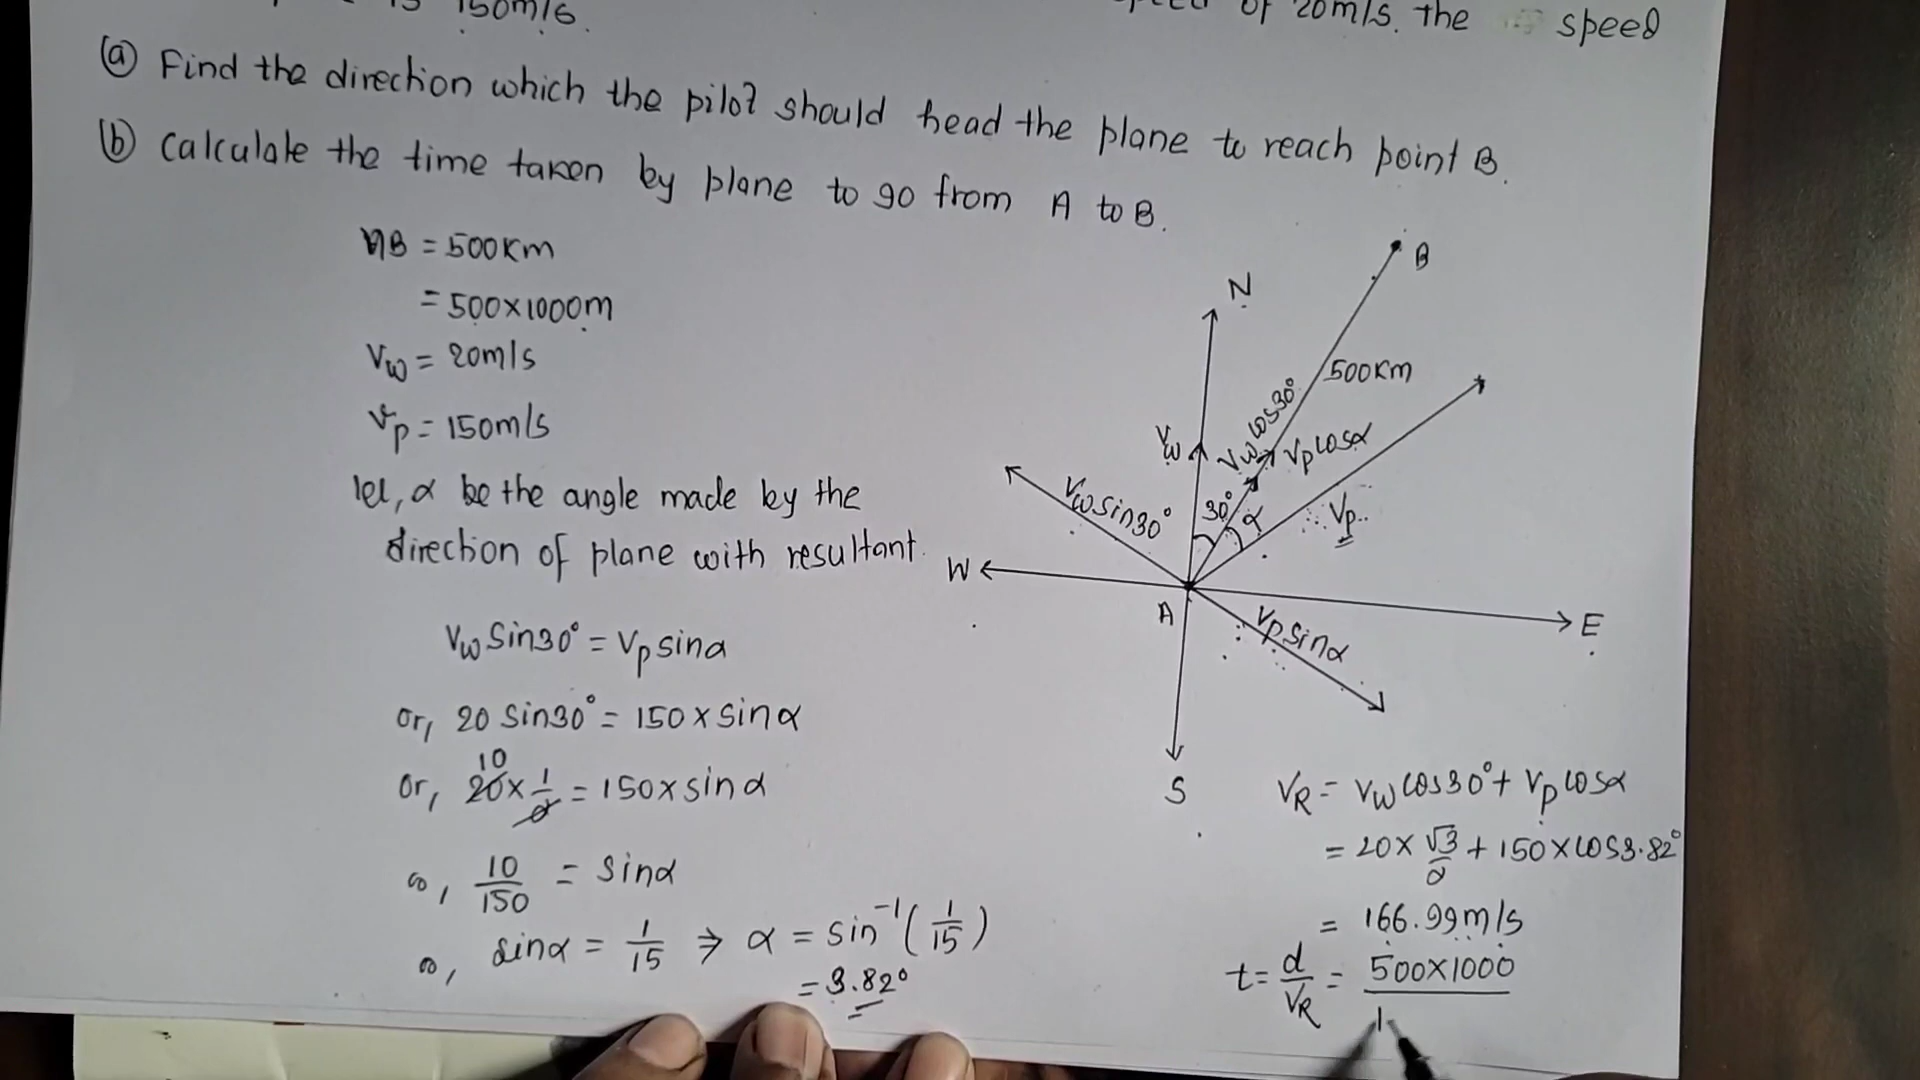 is 150m/s.
speed of 20m/s. the speed
(a) Find the direction which the pilot should head the plane to reach point B.
(b) Calculate the time taken by plane to go from A to B.
AB = 500km
= 500×1000m
Vw = 20m/s
Vp = 150m/s
let, α be the angle made by the
direction of plane with resultant.
Vw Sin30° = Vp sinα
or, 20 Sin30° = 150 × sinα
10
or, 20 × 1/2 = 150 × sinα
or, 10/150 = Sinα
or, sinα = 1/15 ⇒ α = sin⁻¹(1/15)
= 3.82°
N
B
500km
Vw
Vw cos30°
Vp cosα
Vw Sin30°
30°
α
Vp
W
A
E
Vp Sinα
S
VR = Vw cos30° + Vp cosα
= 20 × √3/2 + 150 × cos3.82°
= 166.99m/s
t = d/VR = 500×1000
1